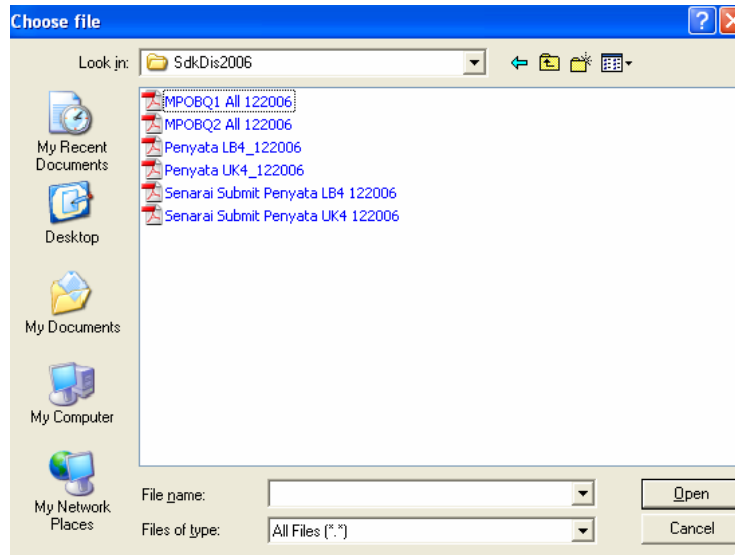 Choose file
Look in:
SdkDis2006
MPOBQ1 All 122006
MPOBQ2 All 122006
Penyata LB4_122006
Penyata UK4_122006
Senarai Submit Penyata LB4 122006
Senarai Submit Penyata UK4 122006
My Recent
Documents
Desktop
My Documents
My Computer
My Network
Places
File name:
Open
Files of type:
All Files (*.*)
Cancel